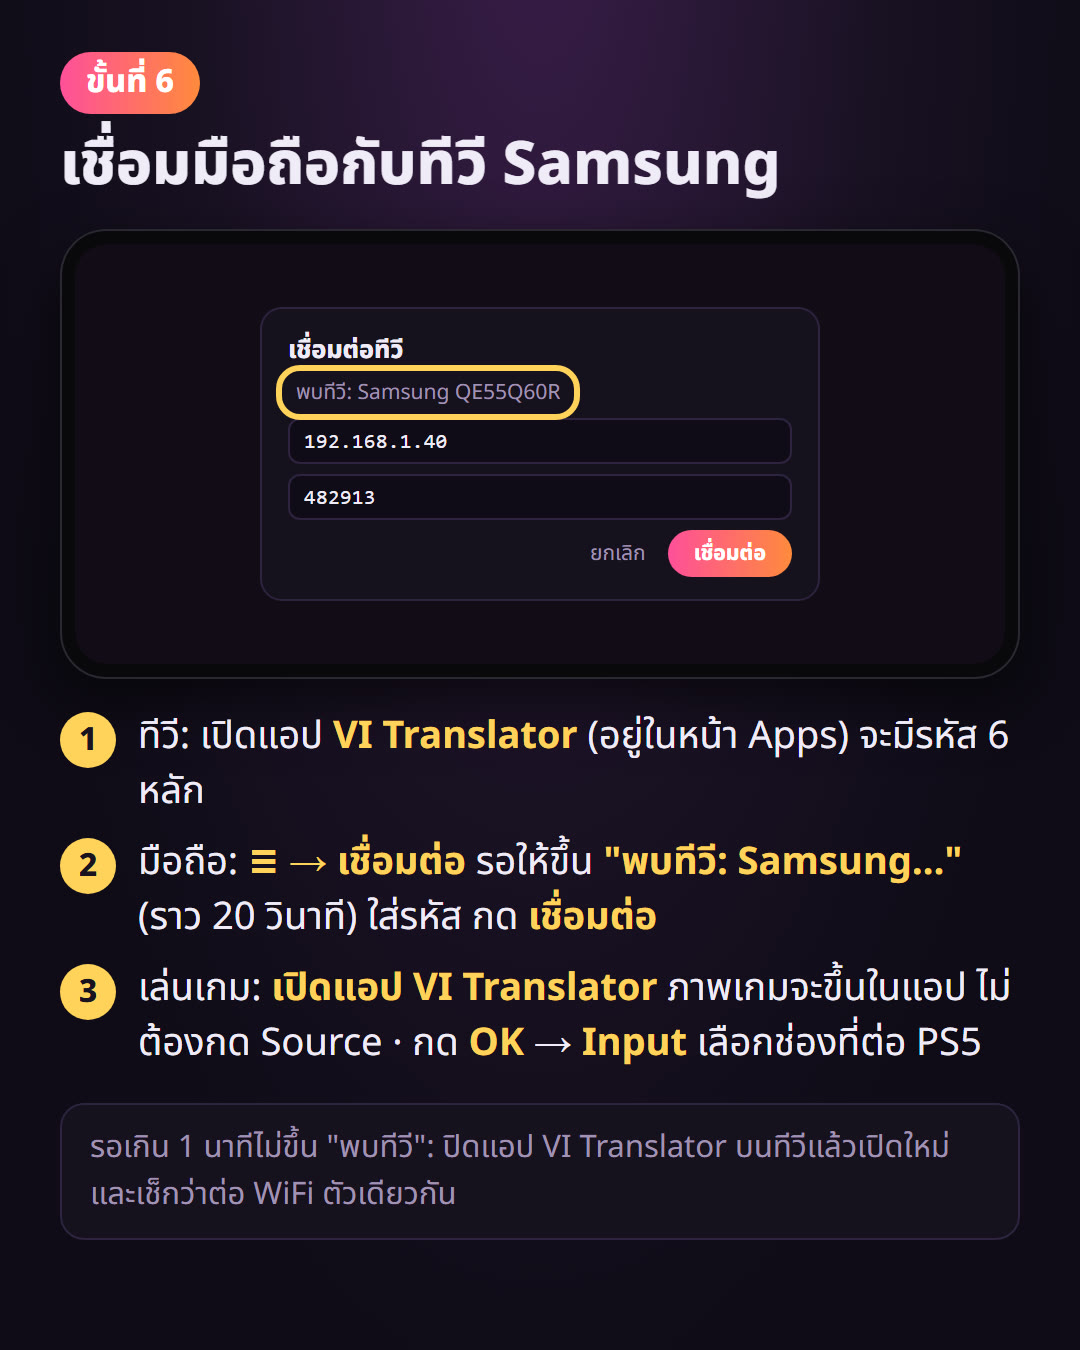 ขั้นที่ 6
เชื่อมมือถือกับทีวี Samsung
เชื่อมต่อทีวี
พบทีวี: Samsung QE55Q60R
192.168.1.40
482913
ยกเลิก เชื่อมต่อ
1 ทีวี: เปิดแอป VI Translator (อยู่ในหน้า Apps) จะมีรหัส 6
หลัก
2 มือถือ: ≡ → เชื่อมต่อ รอให้ขึ้น "พบทีวี: Samsung..."
(ราว 20 วินาที) ใส่รหัส กด เชื่อมต่อ
3 เล่นเกม: เปิดแอป VI Translator ภาพเกมจะขึ้นในแอป ไม่
ต้องกด Source · กด OK → Input เลือกช่องที่ต่อ PS5
รอเกิน 1 นาทีไม่ขึ้น "พบทีวี": ปิดแอป VI Translator บนทีวีแล้วเปิดใหม่
และเช็กว่าต่อ WiFi ตัวเดียวกัน